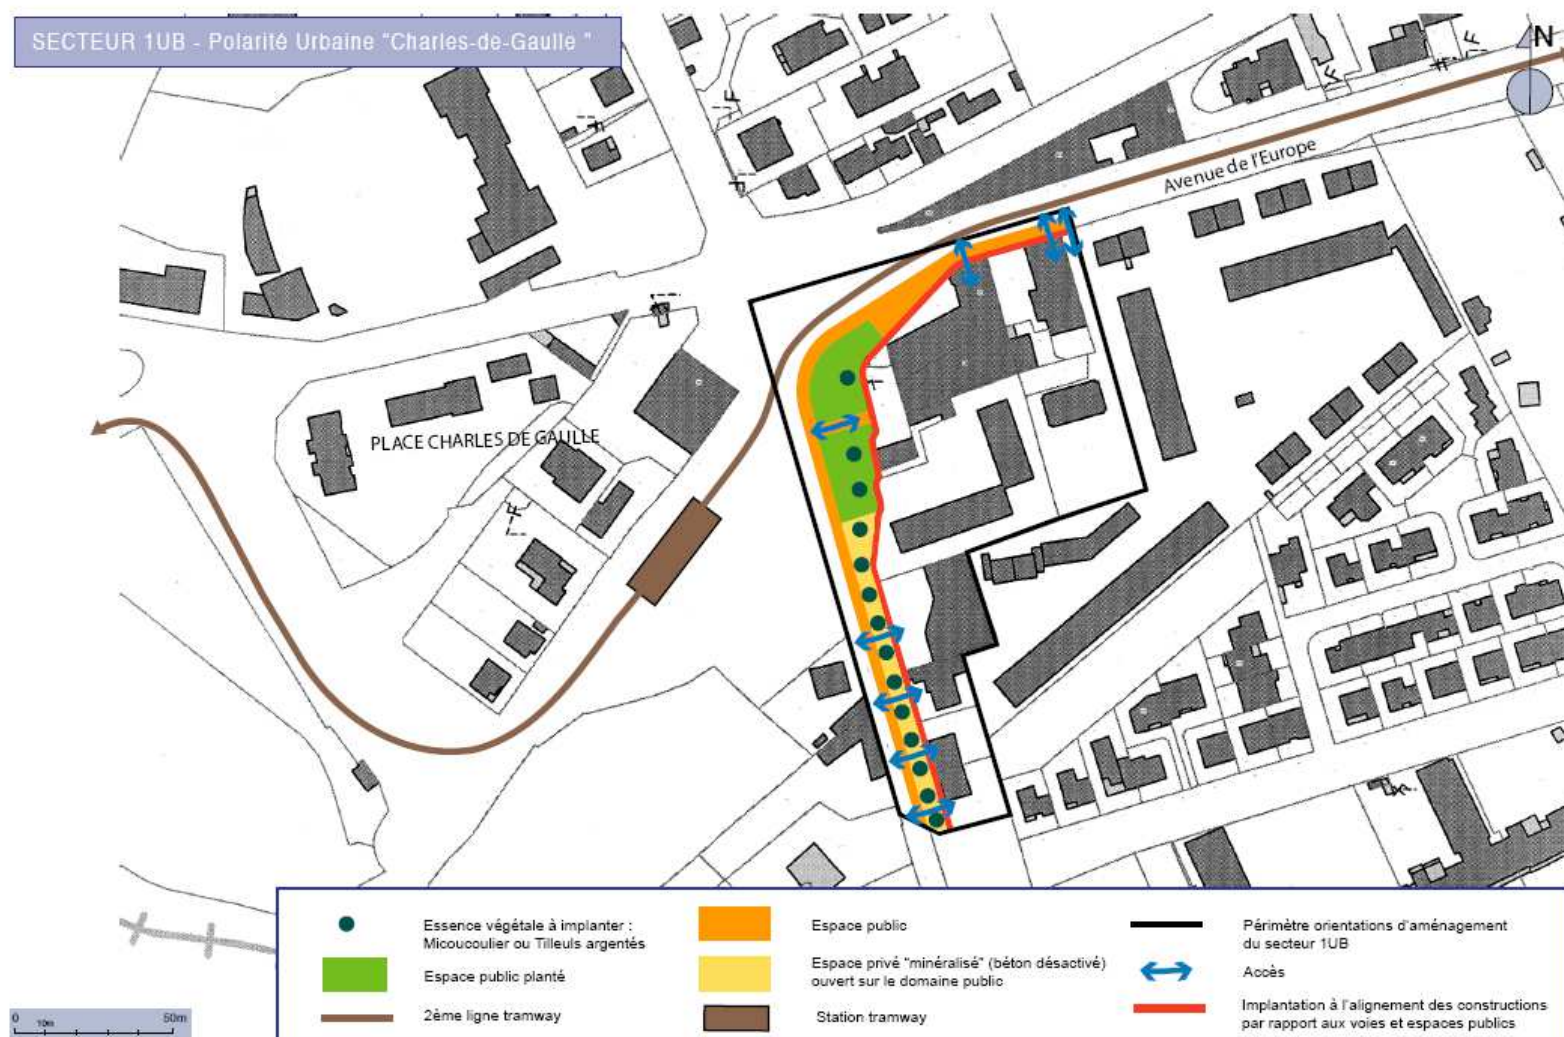 SECTEUR 1UB - Polarité Urbaine "Charles-de-Gaulle "
N
Avenue de l'Europe
PLACE CHARLES DE GAULLE
Essence végétale à implanter :
Micoucoulier ou Tilleuls argentés
Espace public planté
2ème ligne tramway
Espace public
Espace privé "minéralisé" (béton désactivé)
ouvert sur le domaine public
Station tramway
Périmètre orientations d'aménagement
du secteur 1UB
Accès
Implantation à l'alignement des constructions
par rapport aux voies et espaces publics
0 10m 50m